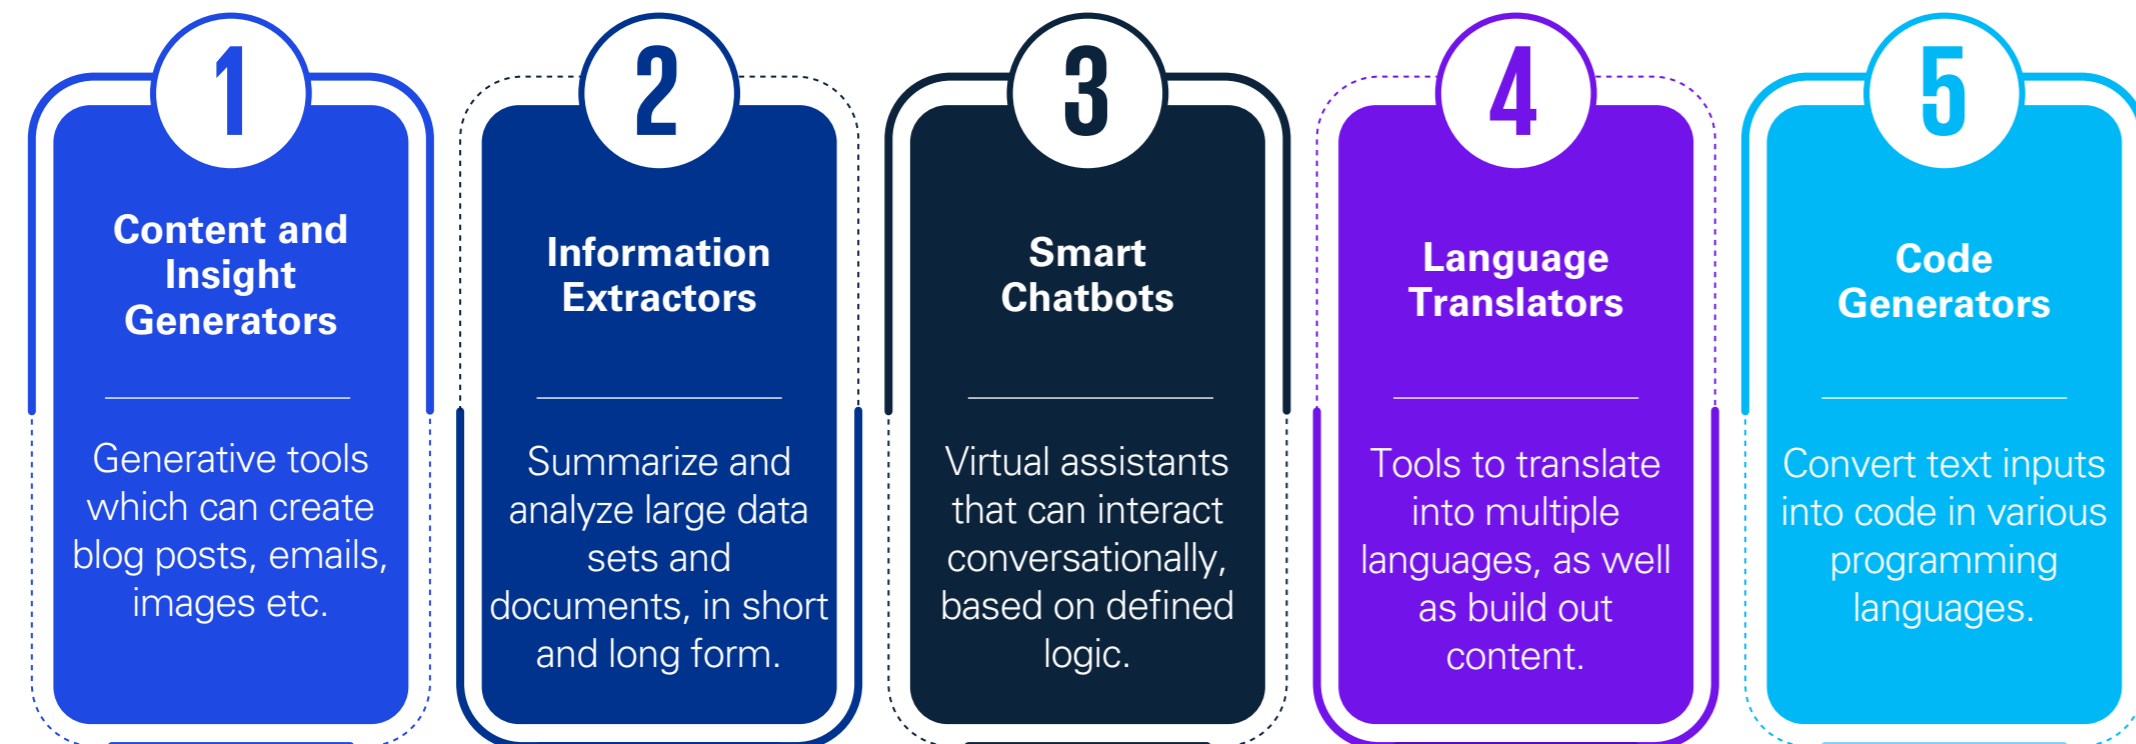 1
Content and
Insight
Generators
Generative tools
which can create
blog posts, emails,
images etc.
2
Information
Extractors
Summarize and
analyze large data
sets and
documents, in short
and long form.
3
Smart
Chatbots
Virtual assistants
that can interact
conversationally,
based on defined
logic.
4
Language
Translators
Tools to translate
into multiple
languages, as well
as build out
content.
5
Code
Generators
Convert text inputs
into code in various
programming
languages.